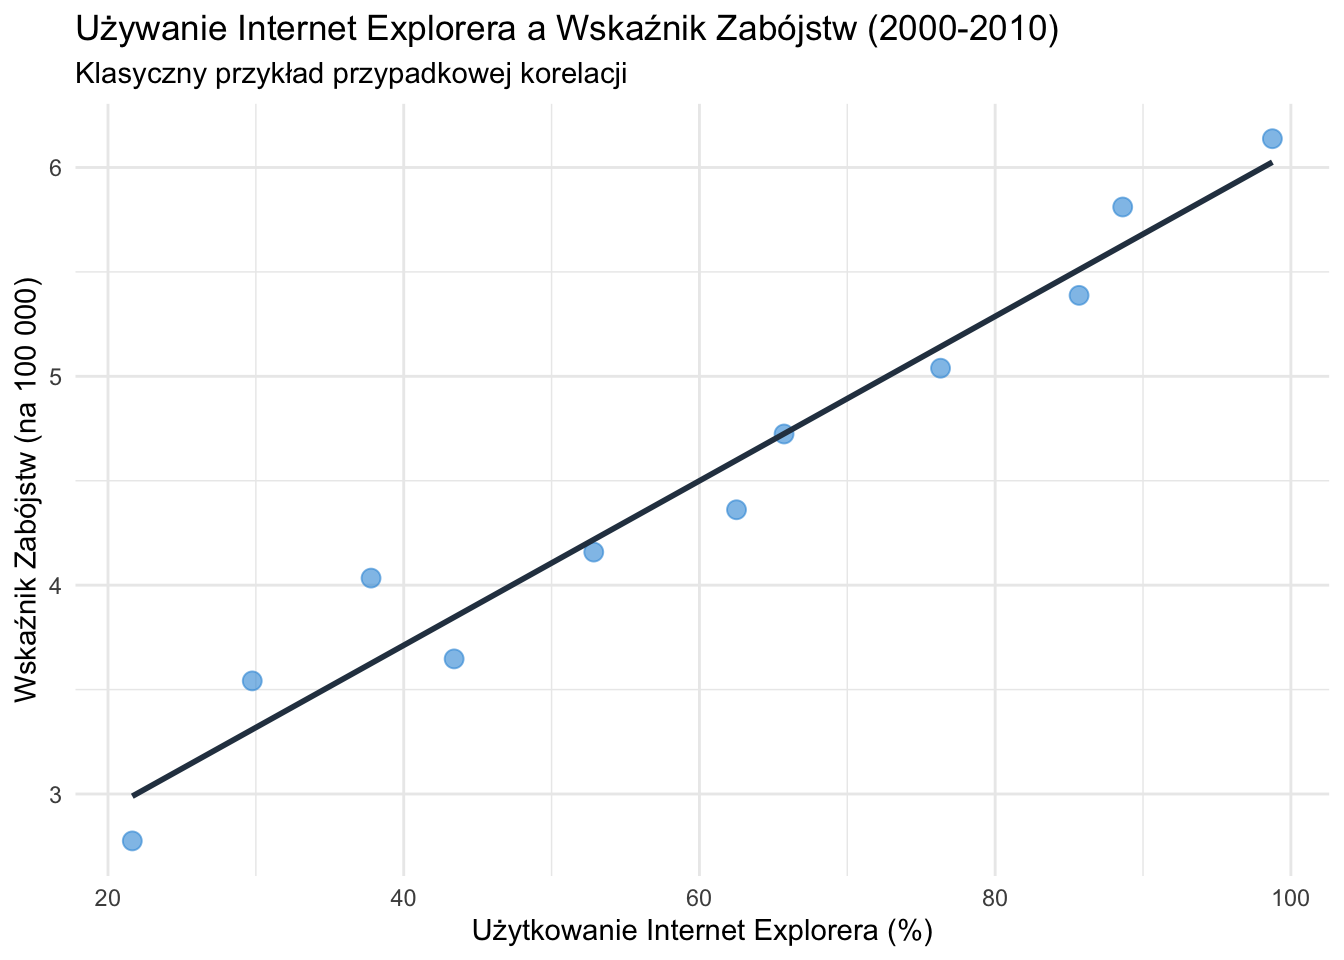 Używanie Internet Explorera a Wskaźnik Zabójstw (2000-2010)
Klasyczny przykład przypadkowej korelacji
Wskaźnik Zabójstw (na 100 000)
6
5
4
3
20
40
60
80
100
Użytkowanie Internet Explorera (%)